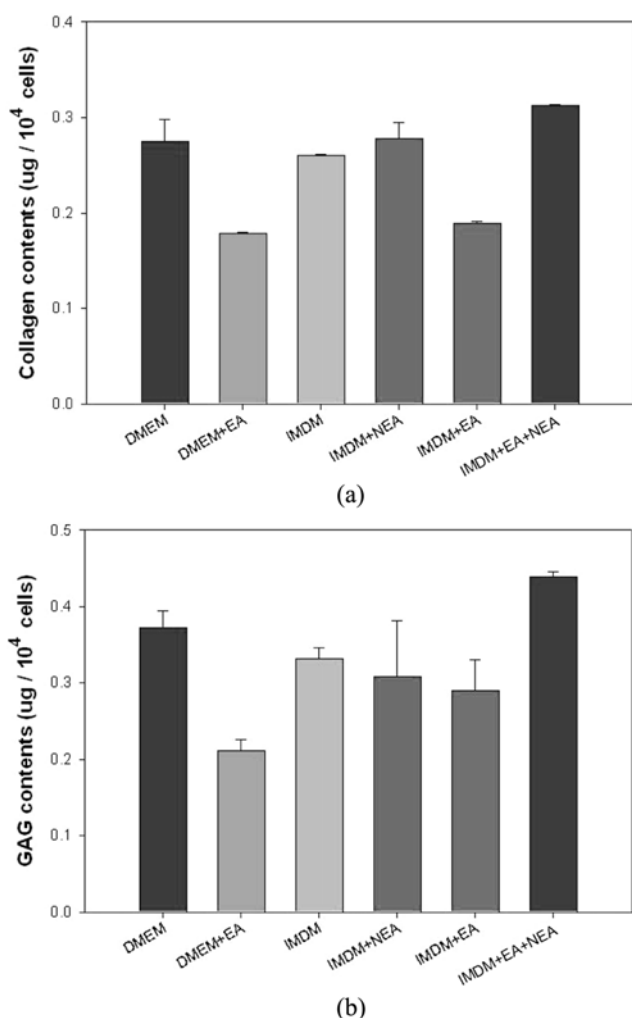 0.4
0.3
0.2
0.1
0.0
Collagen contents (ug / 10⁴ cells)
DMEM
DMEM+EA
IMDM
IMDM+NEA
IMDM+EA
IMDM+EA+NEA
(a)
0.5
0.4
0.3
0.2
0.1
0.0
GAG contents (ug / 10⁴ cells)
DMEM
DMEM+EA
IMDM
IMDM+NEA
IMDM+EA
IMDM+EA+NEA
(b)